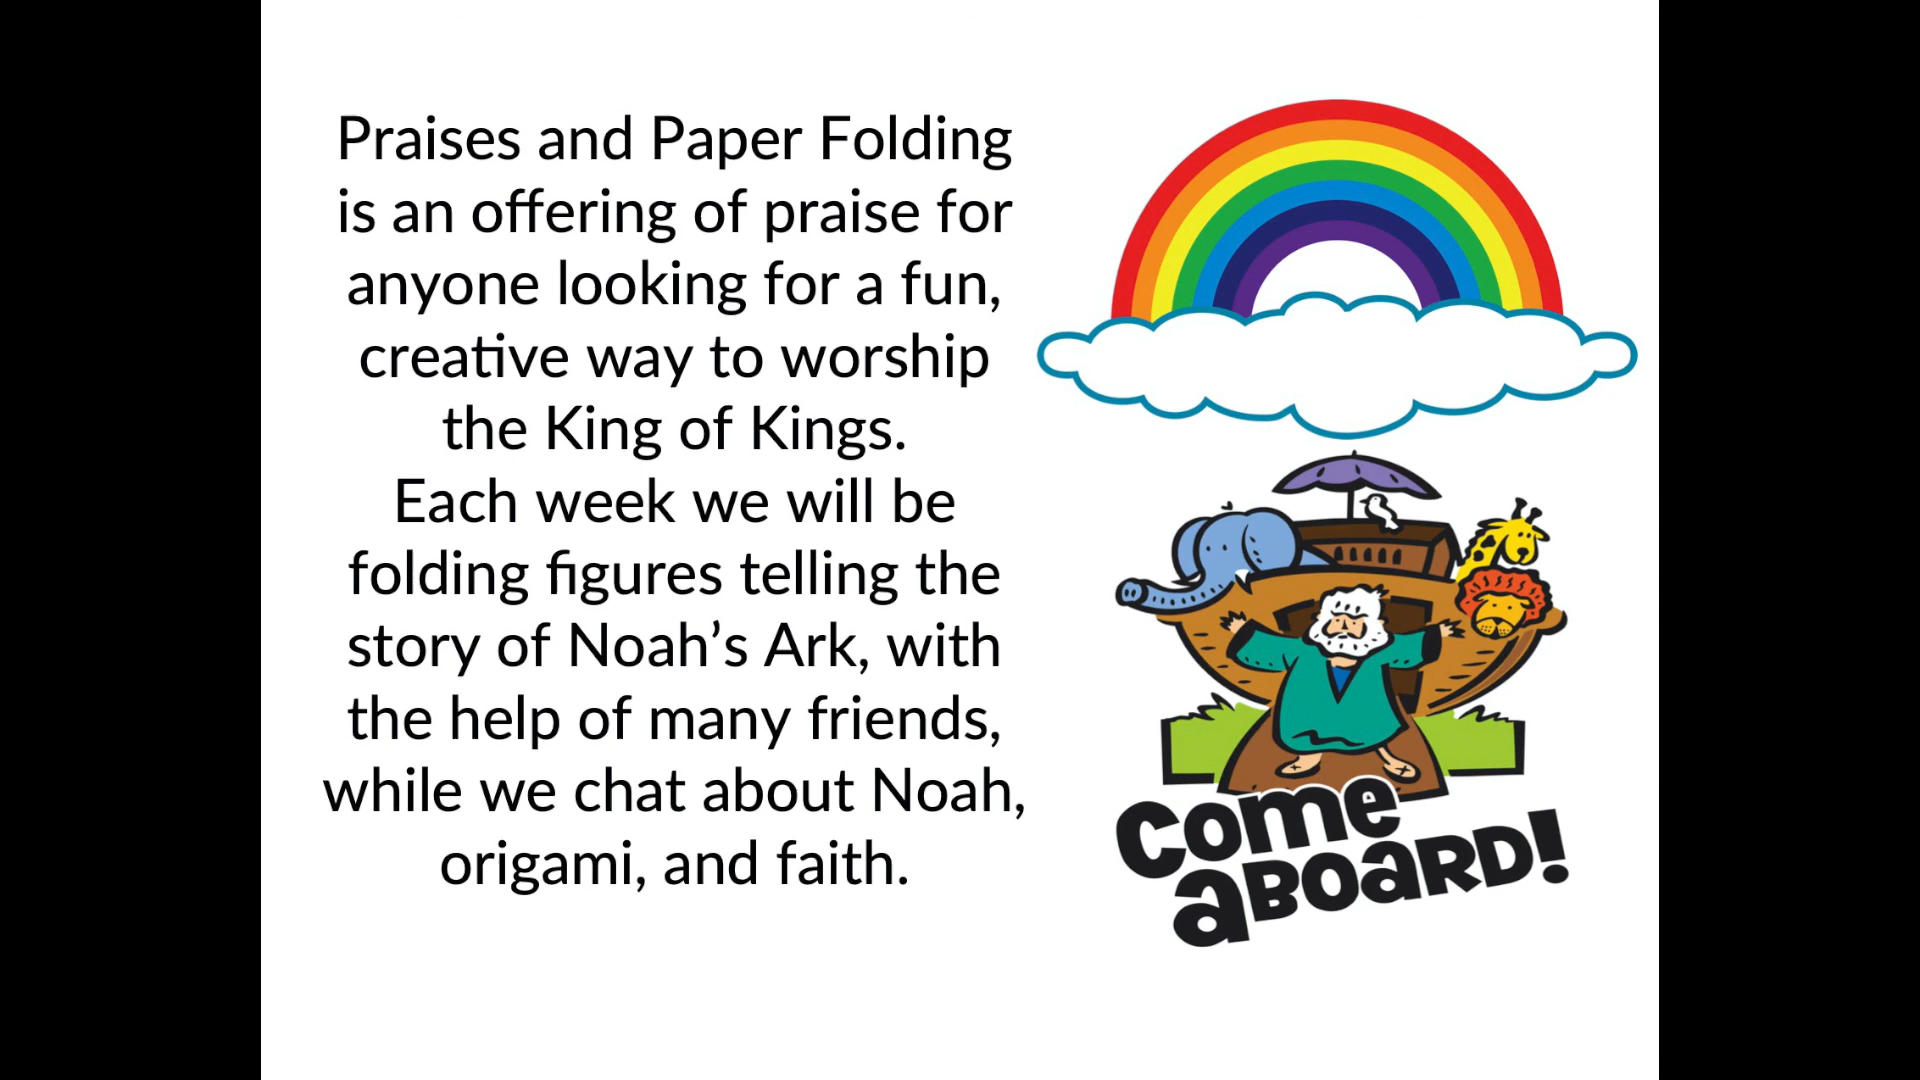 Praises and Paper Folding
is an offering of praise for
anyone looking for a fun,
creative way to worship
the King of Kings.
Each week we will be
folding figures telling the
story of Noah’s Ark, with
the help of many friends,
while we chat about Noah,
origami, and faith.
Come
aBoaRD!